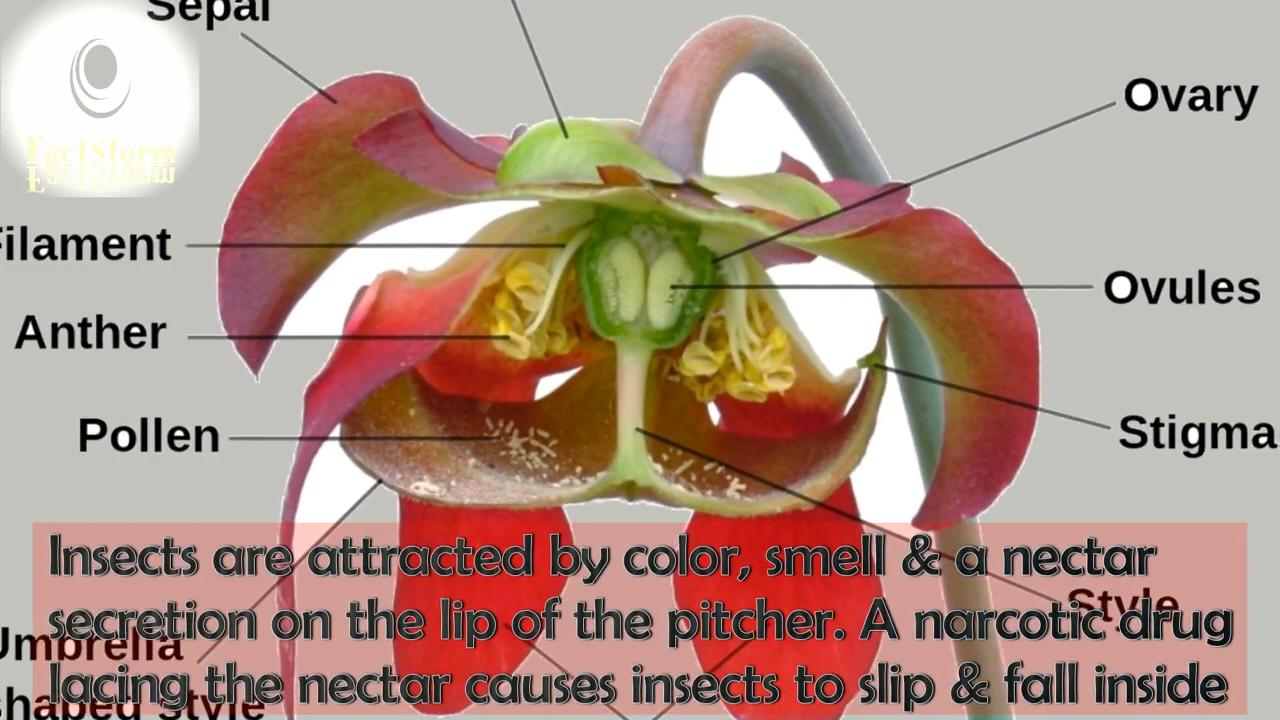 Sepal
FactStorm
Ovary
Filament
Ovules
Anther
Pollen
Stigma
Style
Umbrella
shaped style
Insects are attracted by color, smell & a nectar
secretion on the lip of the pitcher. A narcotic drug
lacing the nectar causes insects to slip & fall inside